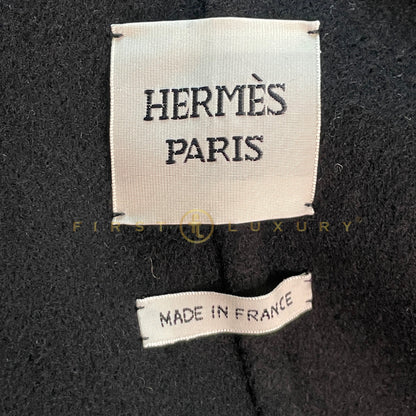 HERMÈS
PARIS
FIRST LUXURY
MADE IN FRANCE